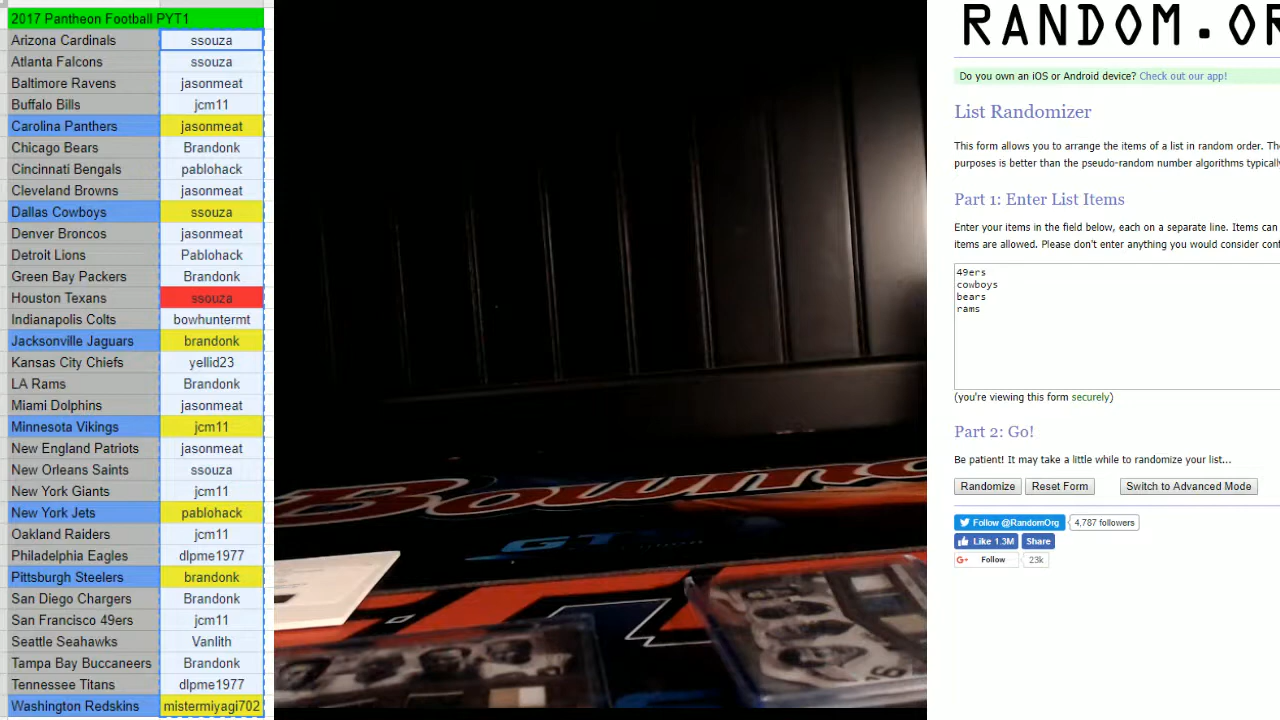 2017 Pantheon Football PYT1
Arizona Cardinals ssouza
Atlanta Falcons ssouza
Baltimore Ravens jasonmeat
Buffalo Bills jcm11
Carolina Panthers jasonmeat
Chicago Bears Brandonk
Cincinnati Bengals pablohack
Cleveland Browns jasonmeat
Dallas Cowboys ssouza
Denver Broncos jasonmeat
Detroit Lions Pablohack
Green Bay Packers Brandonk
Houston Texans ssouza
Indianapolis Colts bowhuntermt
Jacksonville Jaguars brandonk
Kansas City Chiefs yellid23
LA Rams Brandonk
Miami Dolphins jasonmeat
Minnesota Vikings jcm11
New England Patriots jasonmeat
New Orleans Saints ssouza
New York Giants jcm11
New York Jets pablohack
Oakland Raiders jcm11
Philadelphia Eagles dlpme1977
Pittsburgh Steelers brandonk
San Diego Chargers Brandonk
San Francisco 49ers jcm11
Seattle Seahawks Vanlith
Tampa Bay Buccaneers Brandonk
Tennessee Titans dlpme1977
Washington Redskins mistermiyagi702
Bowma
GT
RANDOM.OR
Do you own an iOS or Android device? Check out our app!
List Randomizer
This form allows you to arrange the items of a list in random order. The
purposes is better than the pseudo-random number algorithms typically
Part 1: Enter List Items
Enter your items in the field below, each on a separate line. Items can
items are allowed. Please don't enter anything you would consider conf
49ers
cowboys
bears
rams
(you're viewing this form securely)
Part 2: Go!
Be patient! It may take a little while to randomize your list...
Randomize Reset Form Switch to Advanced Mode
Follow @RandomOrg 4,787 followers
Like 1.3M Share
G+ Follow 23k